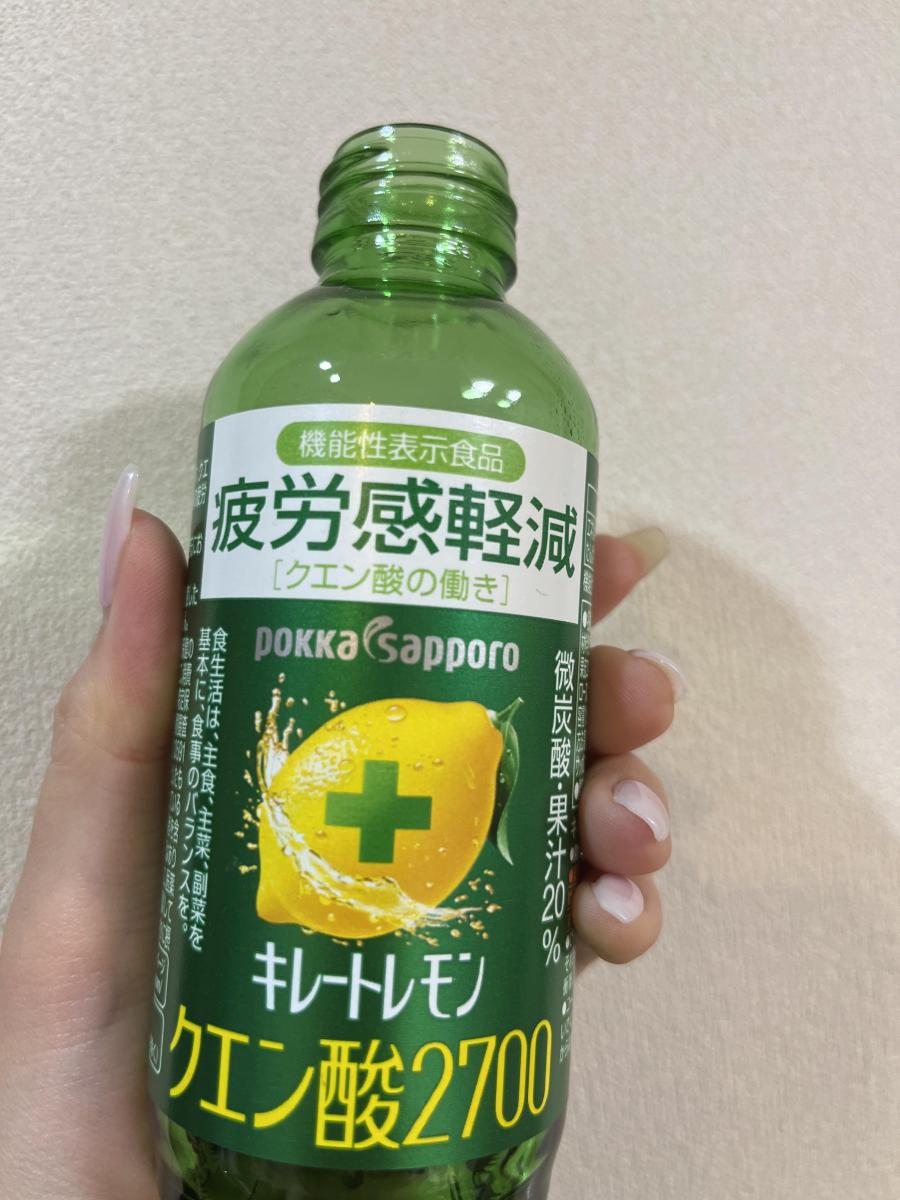 機能性表示食品
疲労感軽減
[クエン酸の働き]
POKKA Sapporo
微炭酸・果汁20%
食生活は、主食、主菜、副菜を
基本に、食事のバランスを。
キレートレモン
クエン酸2700